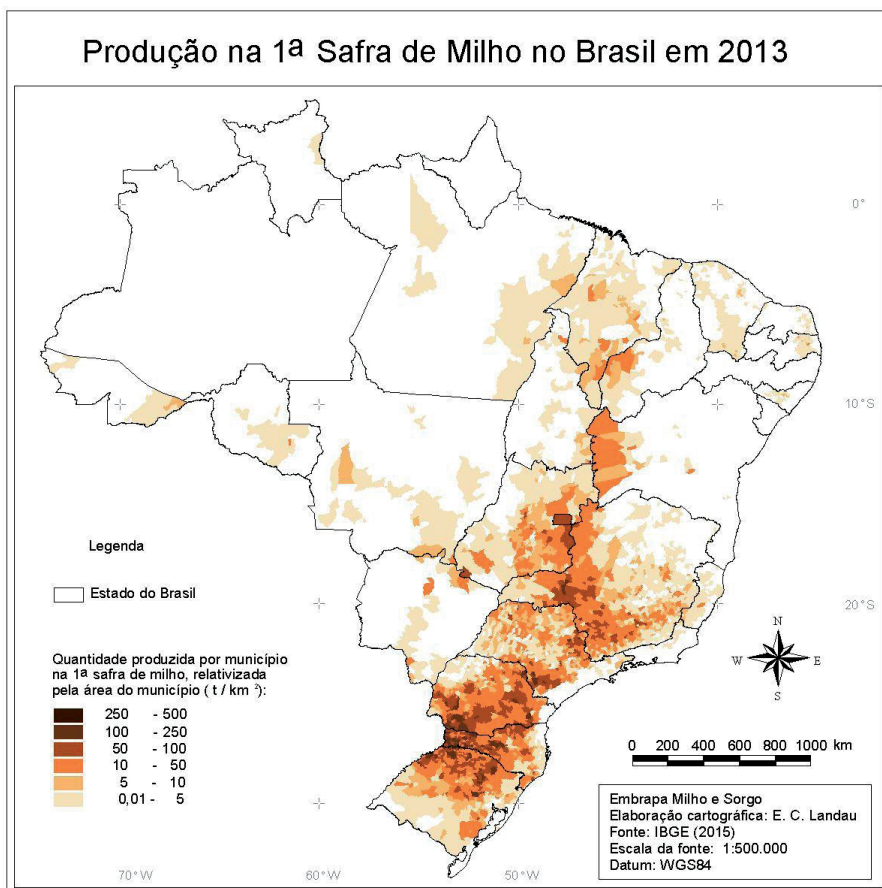 Produção na 1ª Safra de Milho no Brasil em 2013
0°
10°S
20°S
Legenda
Estado do Brasil
Quantidade produzida por município
na 1ª safra de milho, relativizada
pela área do município ( t / km ²):
250 - 500
100 - 250
50 - 100
10 - 50
5 - 10
0,01 - 5
N
W E
S
0 200 400 600 800 1000 km
Embrapa Milho e Sorgo
Elaboração cartográfica: E. C. Landau
Fonte: IBGE (2015)
Escala da fonte: 1:500.000
Datum: WGS84
70°W 60°W 50°W